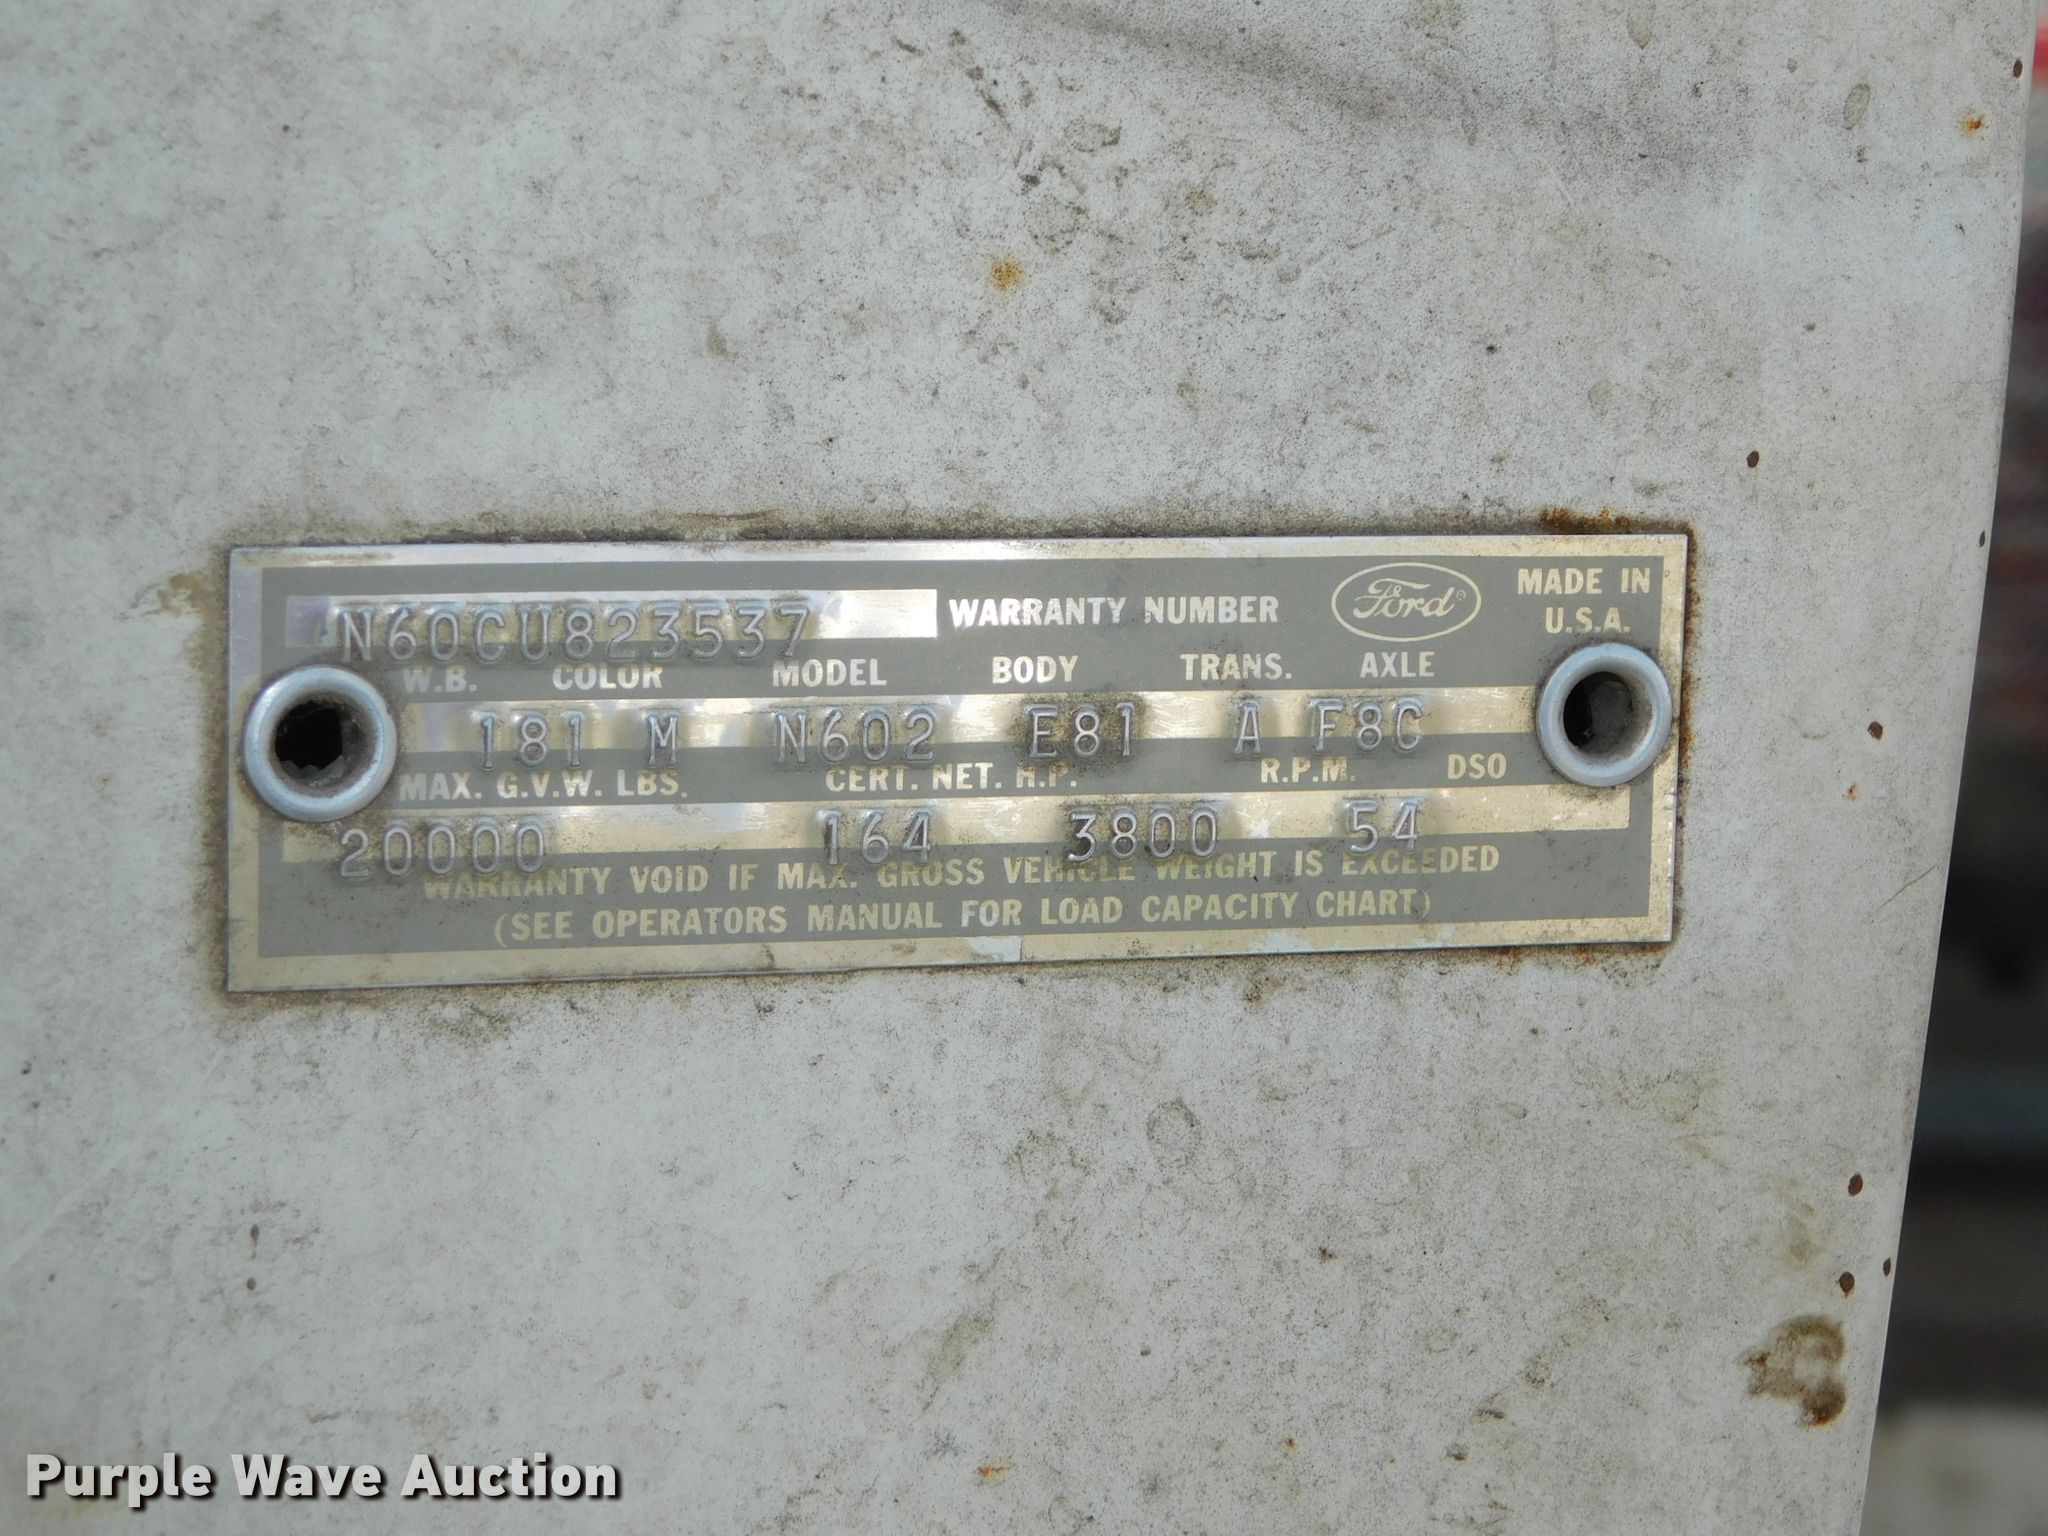 N60CU823537 WARRANTY NUMBER Ford MADE IN
U.S.A.
W.B. COLOR MODEL BODY TRANS. AXLE
181 M N602 E81 A F8C
MAX. G.V.W. LBS. CERT. NET. H.P. R.P.M. DSO
20000 164 3800 54
WARRANTY VOID IF MAX. GROSS VEHICLE WEIGHT IS EXCEEDED
(SEE OPERATORS MANUAL FOR LOAD CAPACITY CHART)
Purple Wave Auction